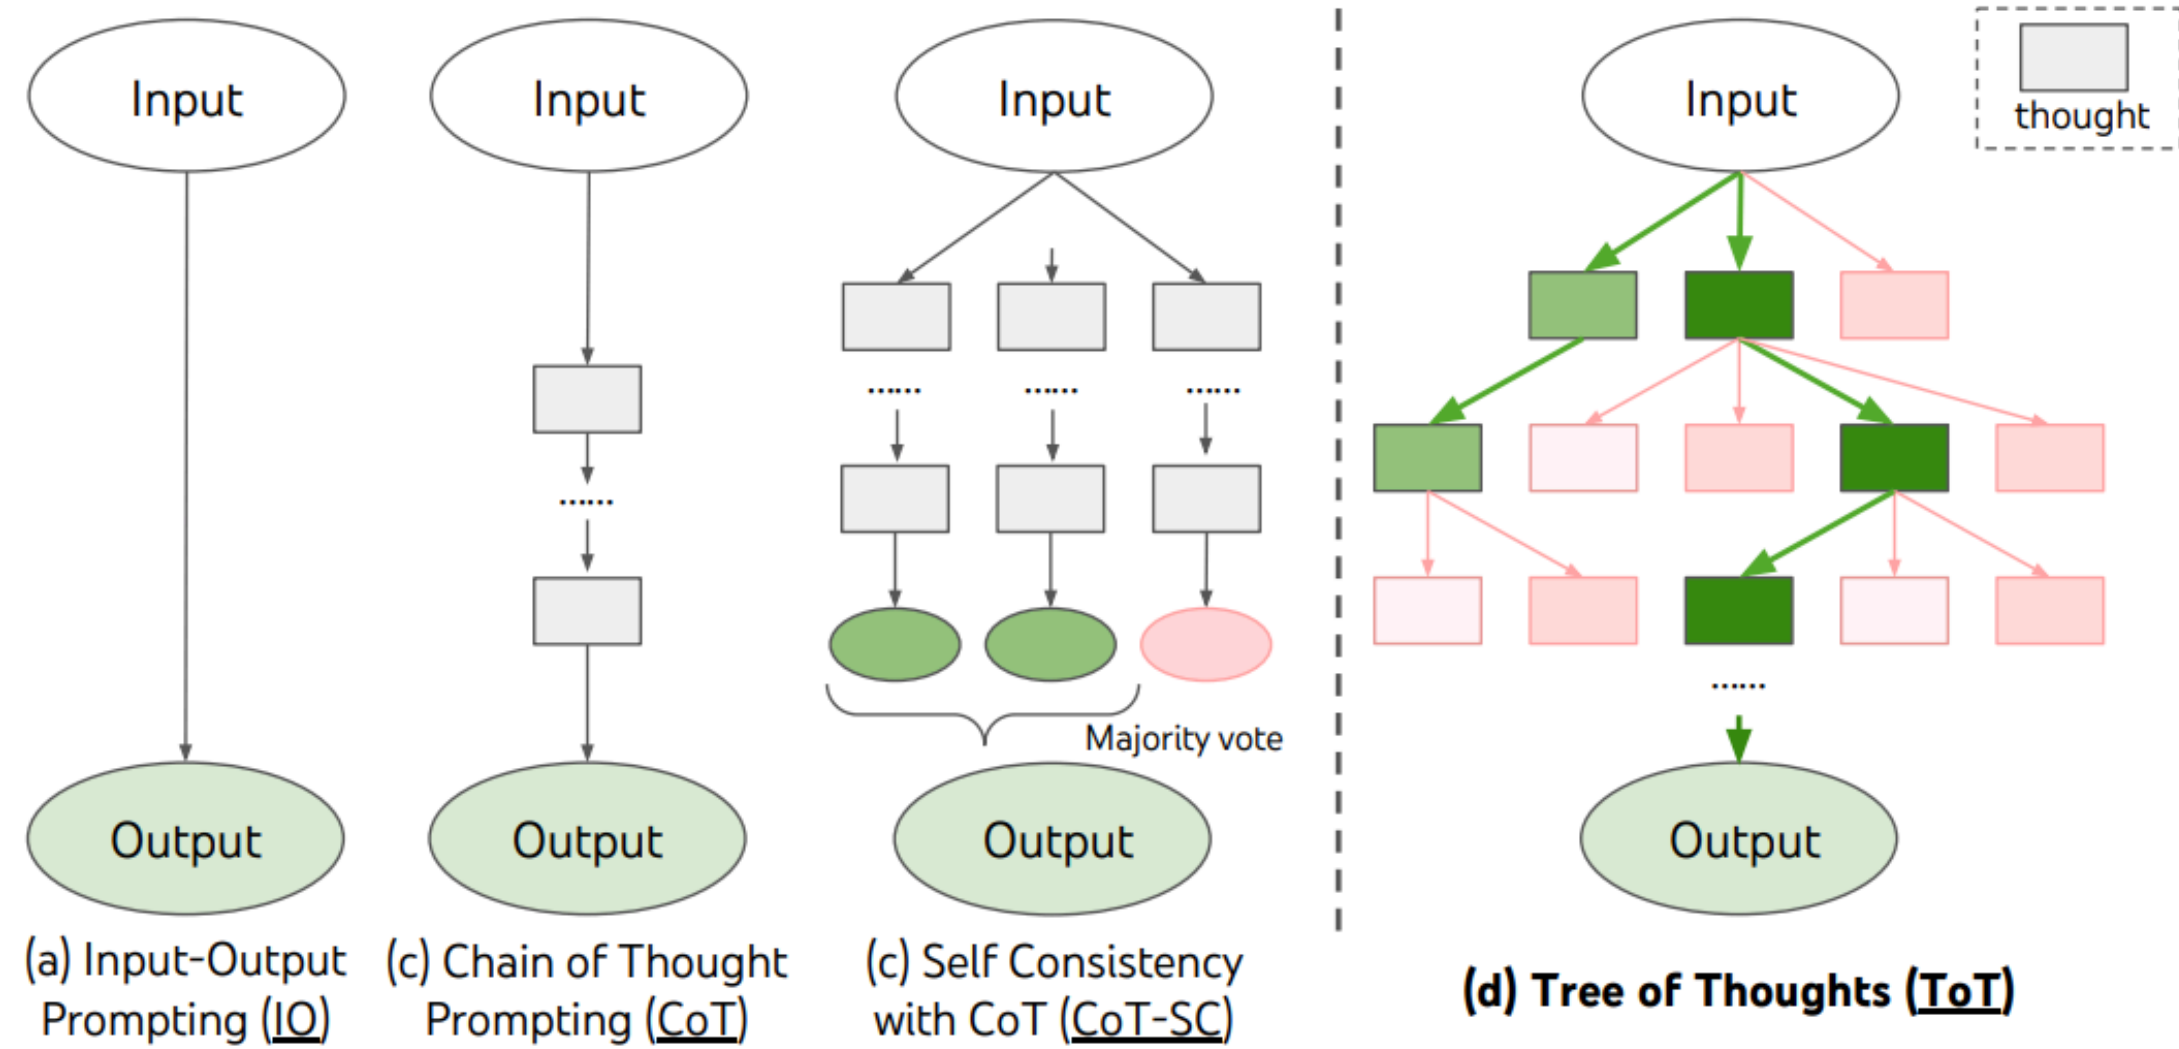 Input
Input
Input
Input
thought
......
......
......
......
......
Majority vote
Output
Output
Output
Output
(a) Input-Output
Prompting (IO)
(c) Chain of Thought
Prompting (CoT)
(c) Self Consistency
with CoT (CoT-SC)
(d) Tree of Thoughts (ToT)